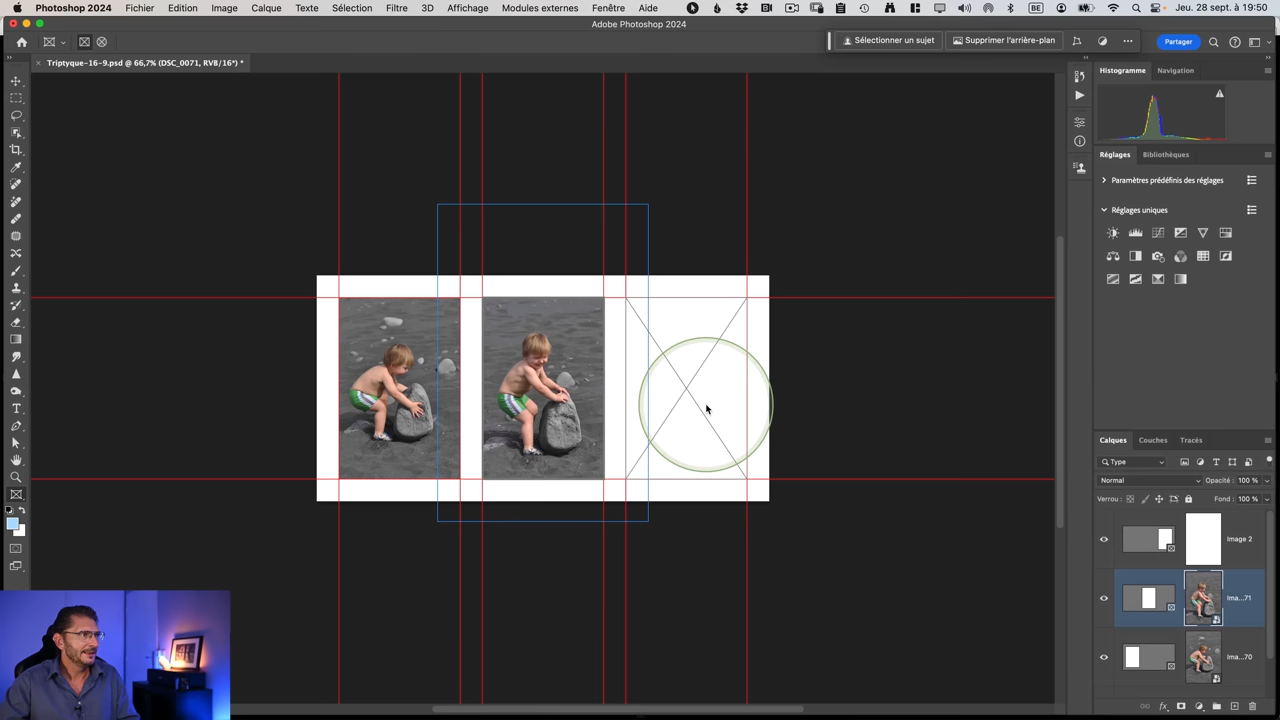 Photoshop 2024 Fichier Edition Image Calque Texte Sélection Filtre 3D Affichage Modules externes Fenêtre Aide BE Jeu. 28 sept. à 19:50
Adobe Photoshop 2024
Sélectionner un sujet Supprimer l'arrière-plan Partager
Triptyque-16-9.psd @ 66,7% (DSC_0071, RVB/16*) *
Histogramme Navigation
Réglages Bibliothèques
Paramètres prédéfinis des réglages
Réglages uniques
Calques Couches Tracés
Type
Normal Opacité : 100 %
Verrou : Fond : 100 %
Image 2
Ima...71
Ima...70